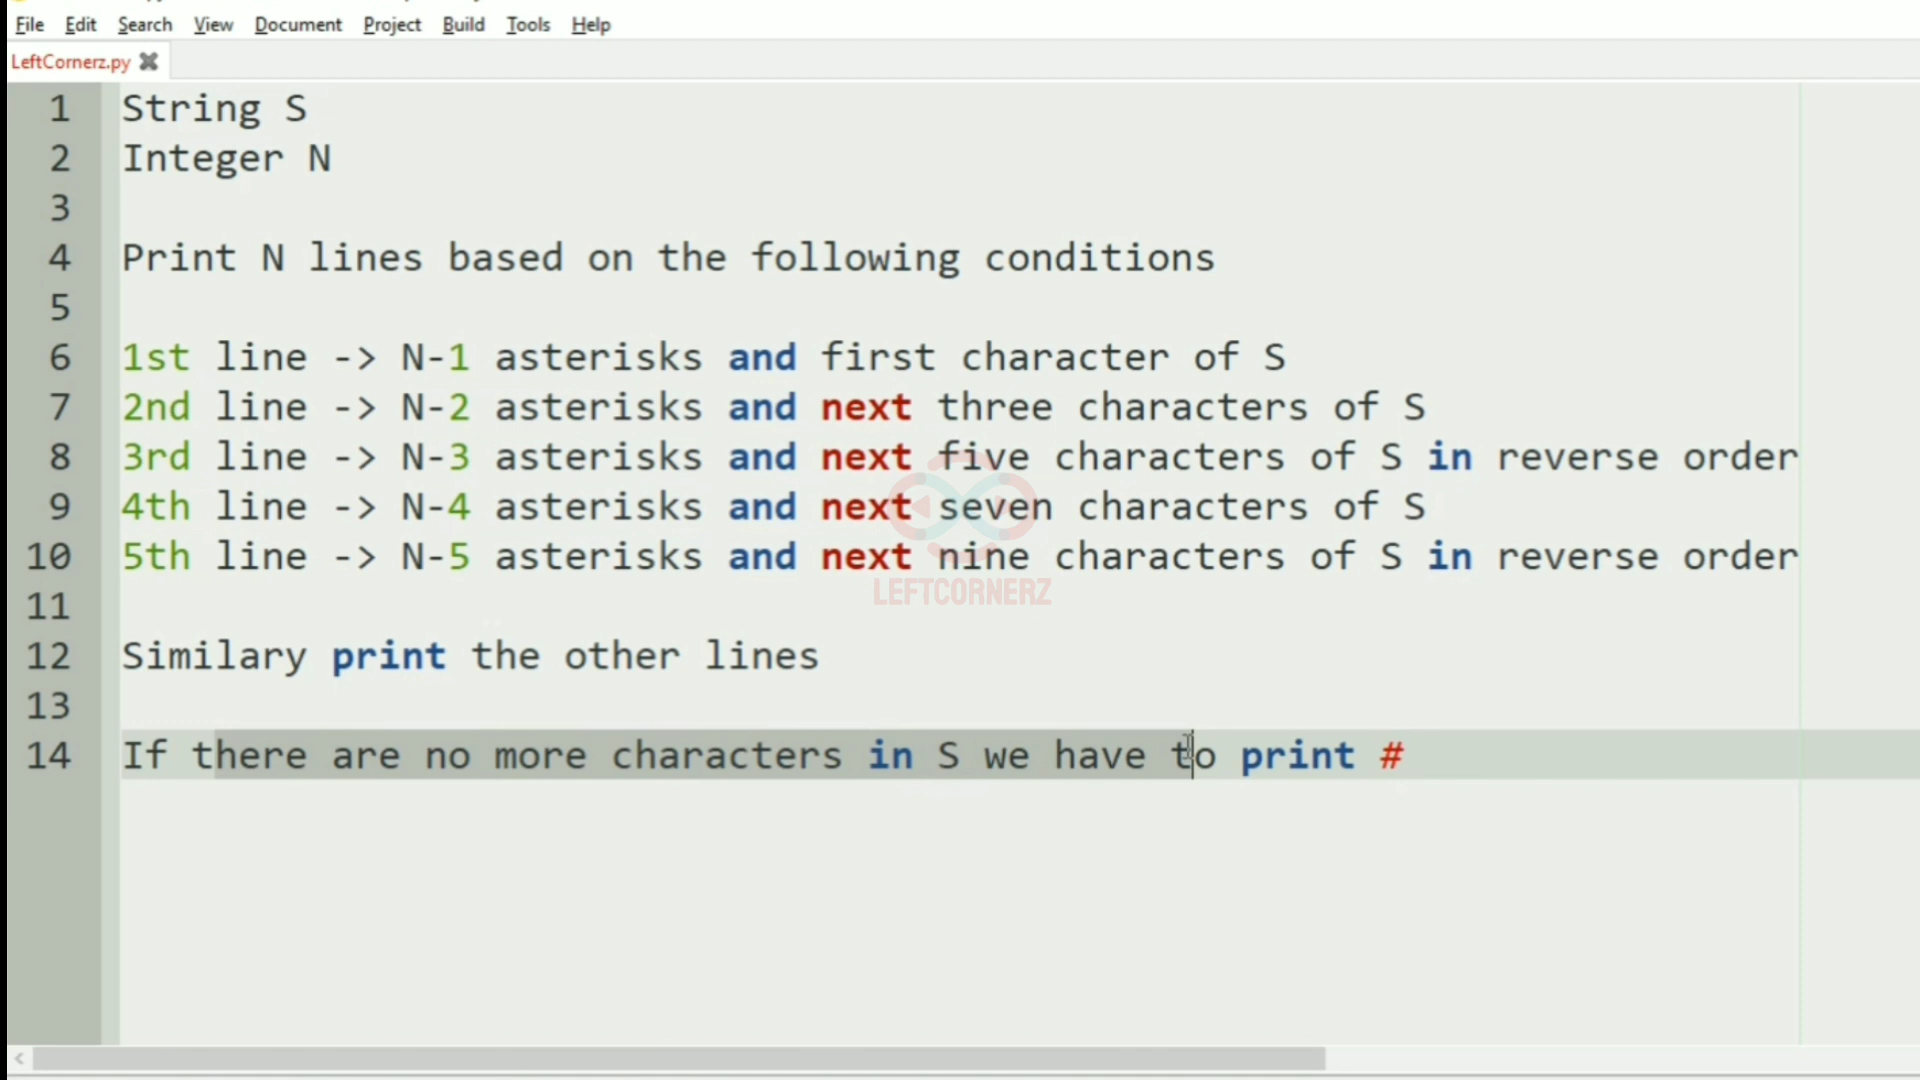 File Edit Search View Document Project Build Tools Help
LeftCornerz.py
1 String S
2 Integer N
3
4 Print N lines based on the following conditions
5
6 1st line -> N-1 asterisks and first character of S
7 2nd line -> N-2 asterisks and next three characters of S
8 3rd line -> N-3 asterisks and next five characters of S in reverse order
9 4th line -> N-4 asterisks and next seven characters of S
10 5th line -> N-5 asterisks and next nine characters of S in reverse order
LEFTCORNERZ
11
12 Similary print the other lines
13
14 If there are no more characters in S we have to print #